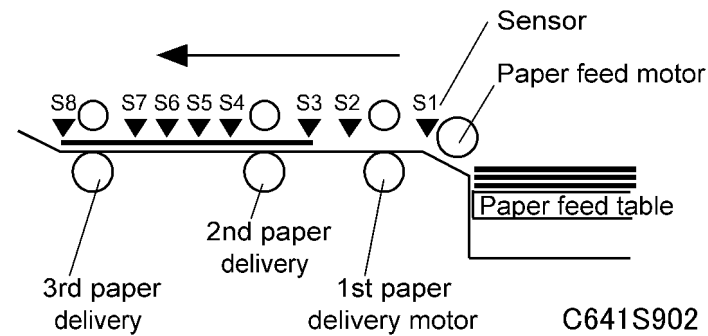 Sensor
Paper feed motor
S8 S7 S6 S5 S4 S3 S2 S1
Paper feed table
2nd paper
delivery
3rd paper
delivery
1st paper
delivery motor
C641S902